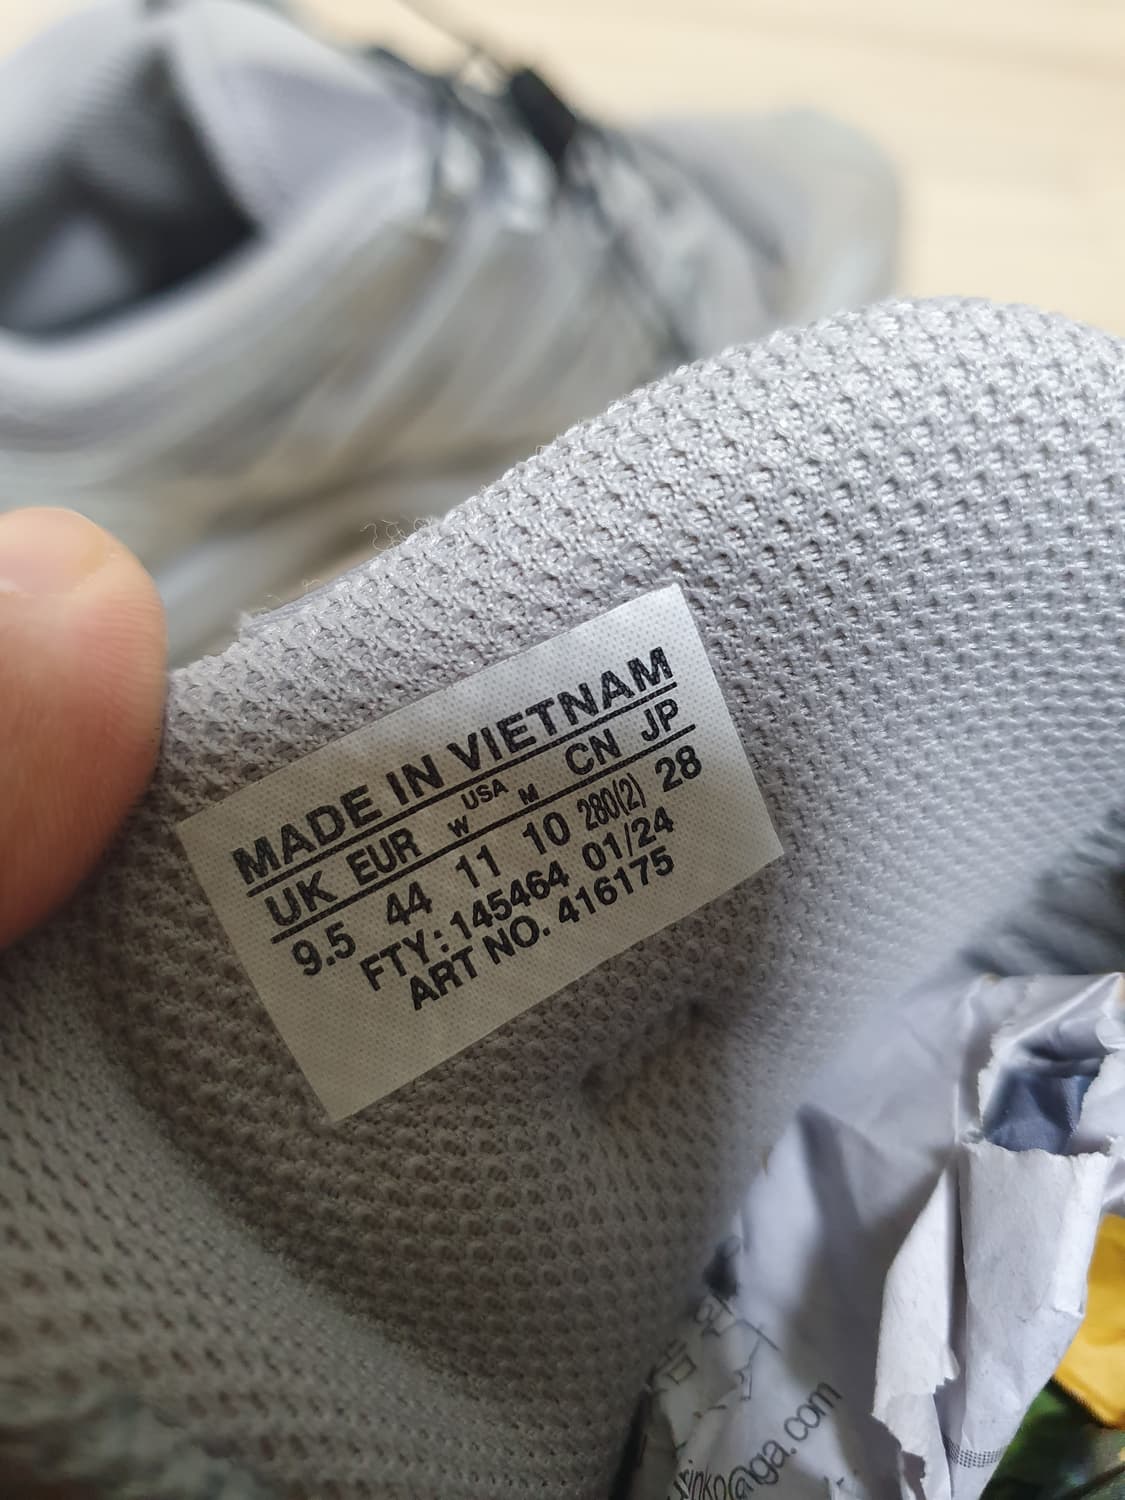 MADE IN VIETNAM
UK EUR USA CN JP
W M
9.5 44 11 10 280(2) 28
FTY: 145464 01/24
ART NO. 416175